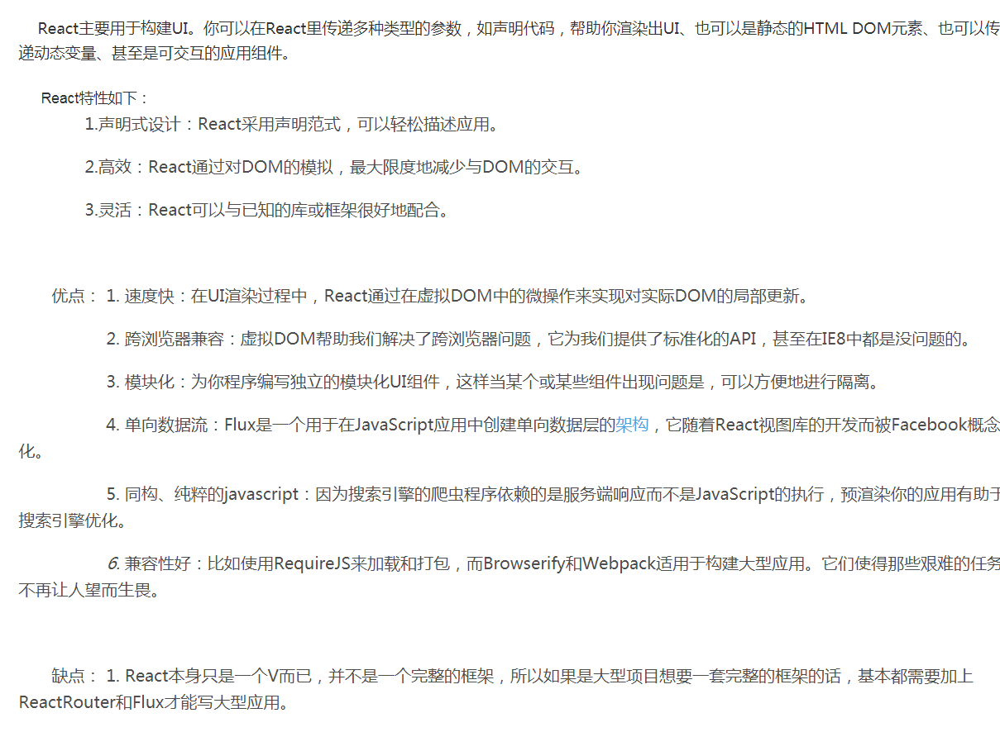 React主要用于构建UI。你可以在React里传递多种类型的参数，如声明代码，帮助你渲染出UI、也可以是静态的HTML DOM元素、也可以传
递动态变量、甚至是可交互的应用组件。
React特性如下：
1.声明式设计：React采用声明范式，可以轻松描述应用。
2.高效：React通过对DOM的模拟，最大限度地减少与DOM的交互。
3.灵活：React可以与已知的库或框架很好地配合。
优点： 1. 速度快：在UI渲染过程中，React通过在虚拟DOM中的微操作来实现对实际DOM的局部更新。
2. 跨浏览器兼容：虚拟DOM帮助我们解决了跨浏览器问题，它为我们提供了标准化的API，甚至在IE8中都是没问题的。
3. 模块化：为你程序编写独立的模块化UI组件，这样当某个或某些组件出现问题是，可以方便地进行隔离。
4. 单向数据流：Flux是一个用于在JavaScript应用中创建单向数据层的架构，它随着React视图库的开发而被Facebook概念
化。
5. 同构、纯粹的javascript：因为搜索引擎的爬虫程序依赖的是服务端响应而不是JavaScript的执行，预渲染你的应用有助于
搜索引擎优化。
6. 兼容性好：比如使用RequireJS来加载和打包，而Browserify和Webpack适用于构建大型应用。它们使得那些艰难的任务
不再让人望而生畏。
缺点： 1. React本身只是一个V而已，并不是一个完整的框架，所以如果是大型项目想要一套完整的框架的话，基本都需要加上
ReactRouter和Flux才能写大型应用。